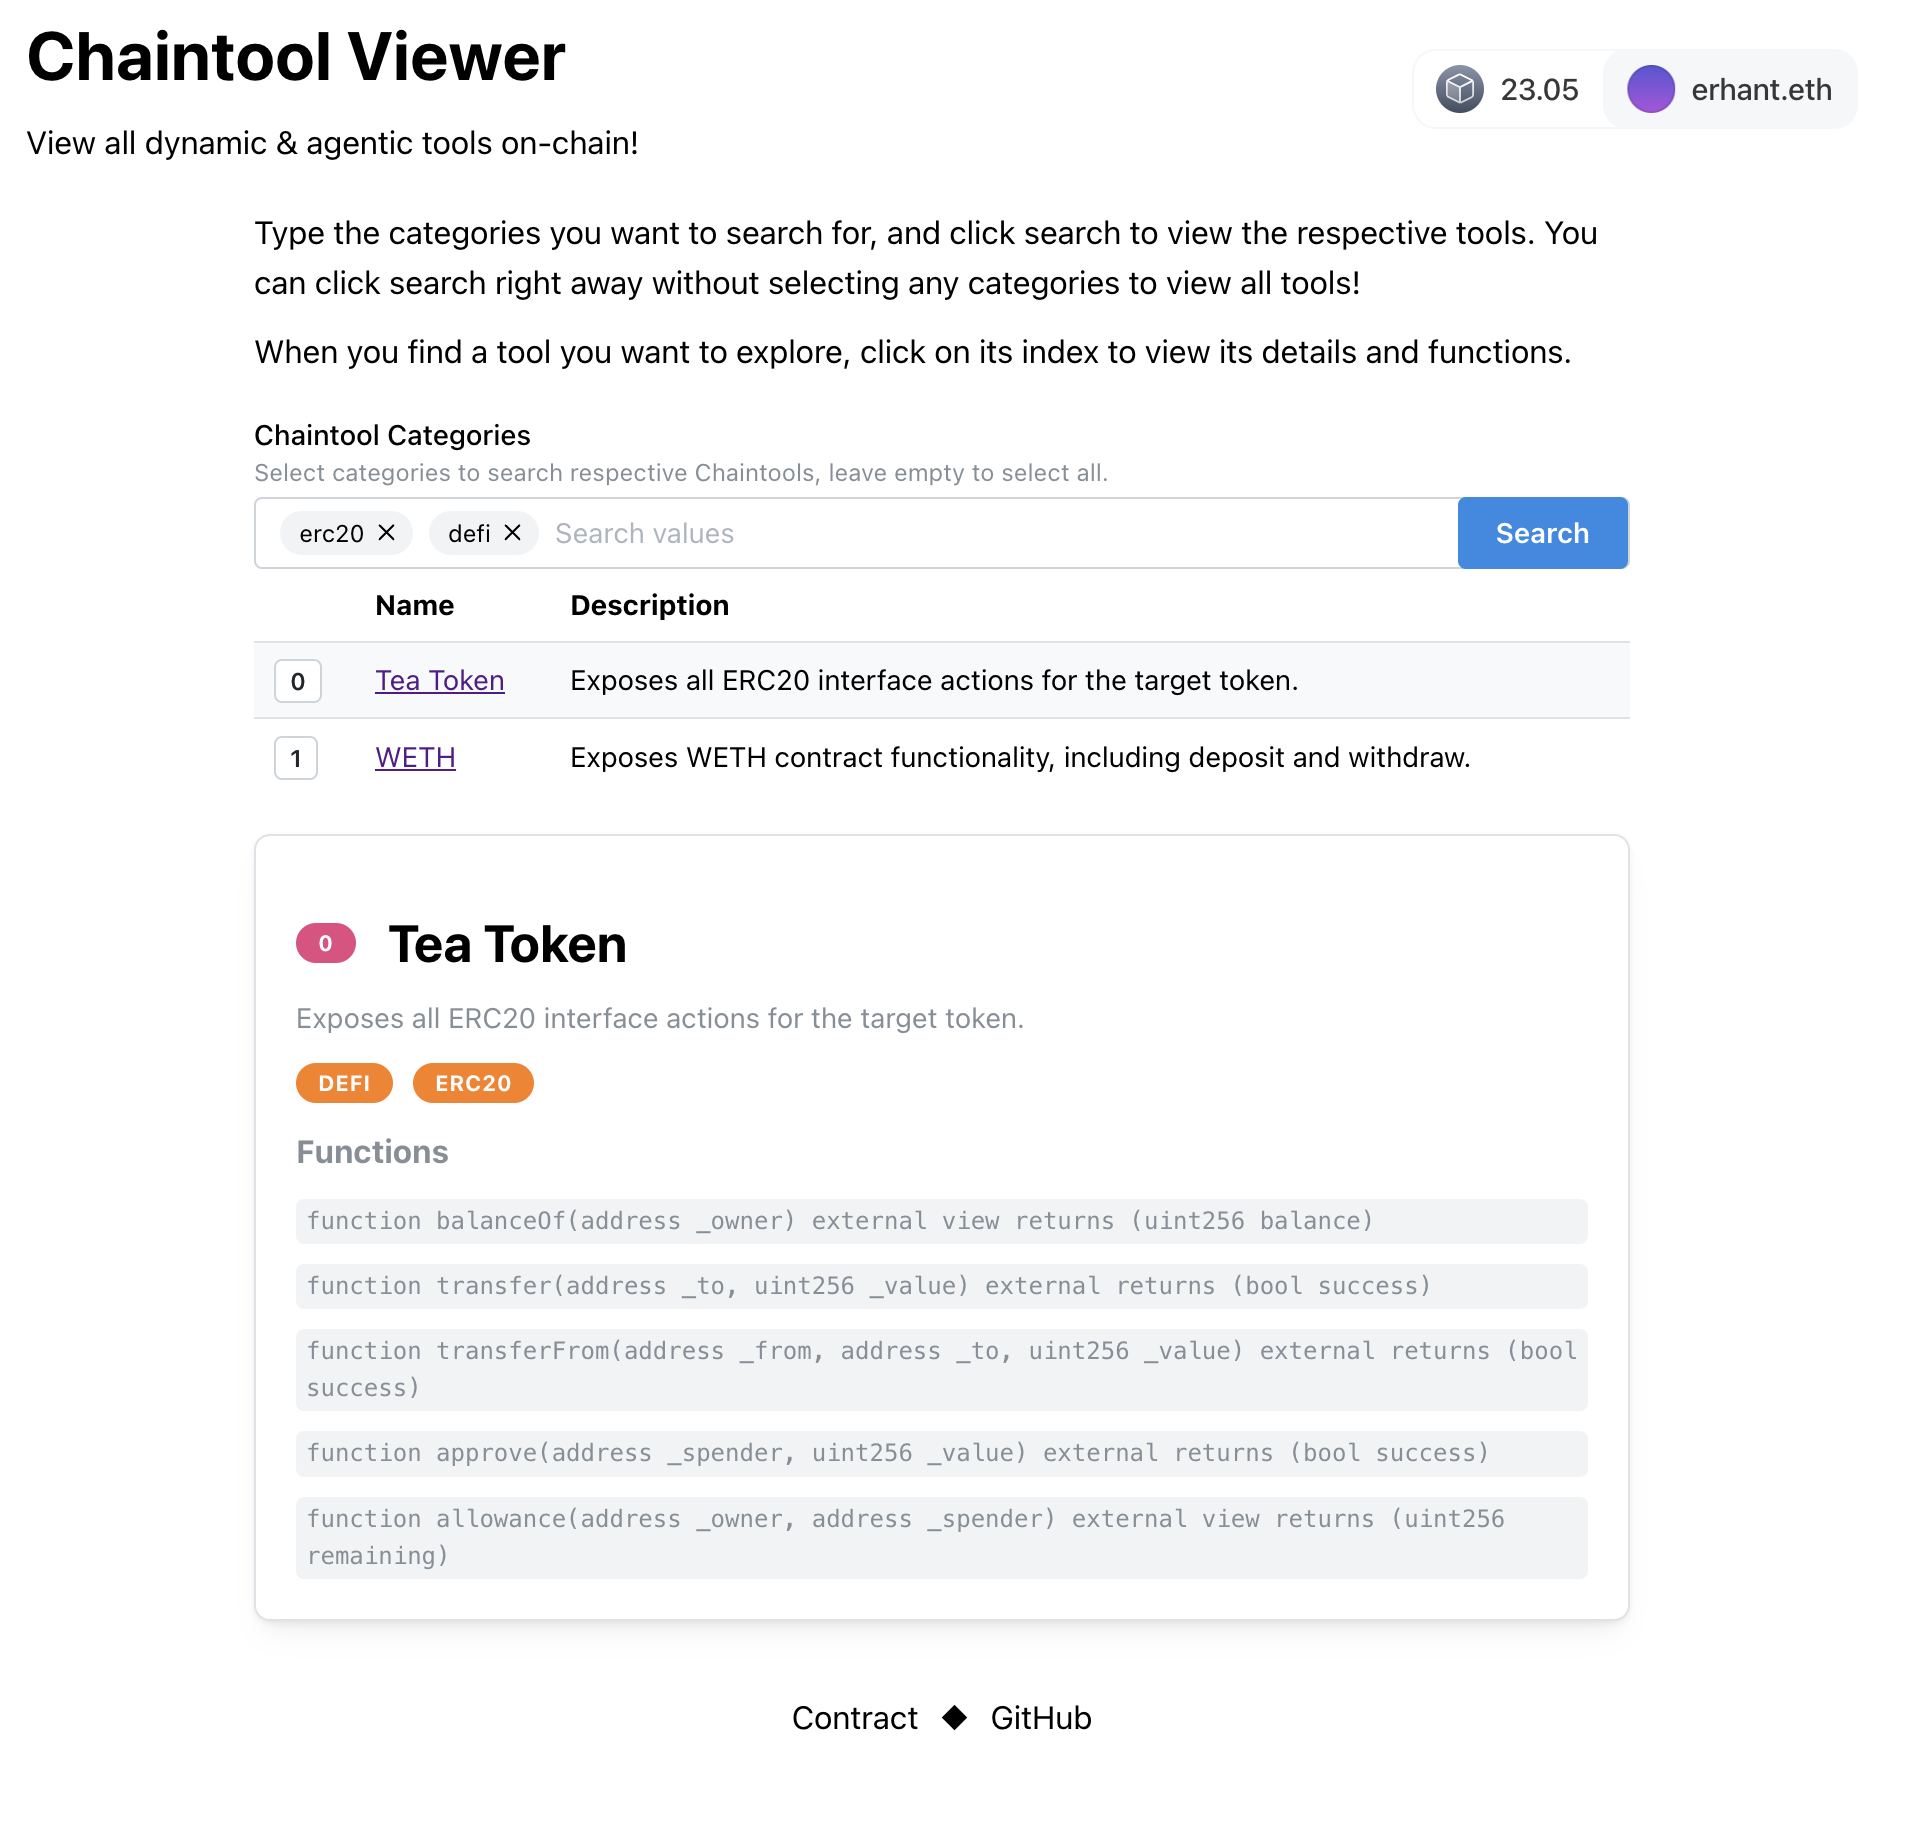 Chaintool Viewer
23.05
erhant.eth
View all dynamic & agentic tools on-chain!
Type the categories you want to search for, and click search to view the respective tools. You
can click search right away without selecting any categories to view all tools!
When you find a tool you want to explore, click on its index to view its details and functions.
Chaintool Categories
Select categories to search respective Chaintools, leave empty to select all.
erc20 ✕ defi ✕ Search values Search
Name Description
0 Tea Token Exposes all ERC20 interface actions for the target token.
1 WETH Exposes WETH contract functionality, including deposit and withdraw.
0 Tea Token
Exposes all ERC20 interface actions for the target token.
DEFI ERC20
Functions
function balanceOf(address _owner) external view returns (uint256 balance)
function transfer(address _to, uint256 _value) external returns (bool success)
function transferFrom(address _from, address _to, uint256 _value) external returns (bool
success)
function approve(address _spender, uint256 _value) external returns (bool success)
function allowance(address _owner, address _spender) external view returns (uint256
remaining)
Contract ◆ GitHub